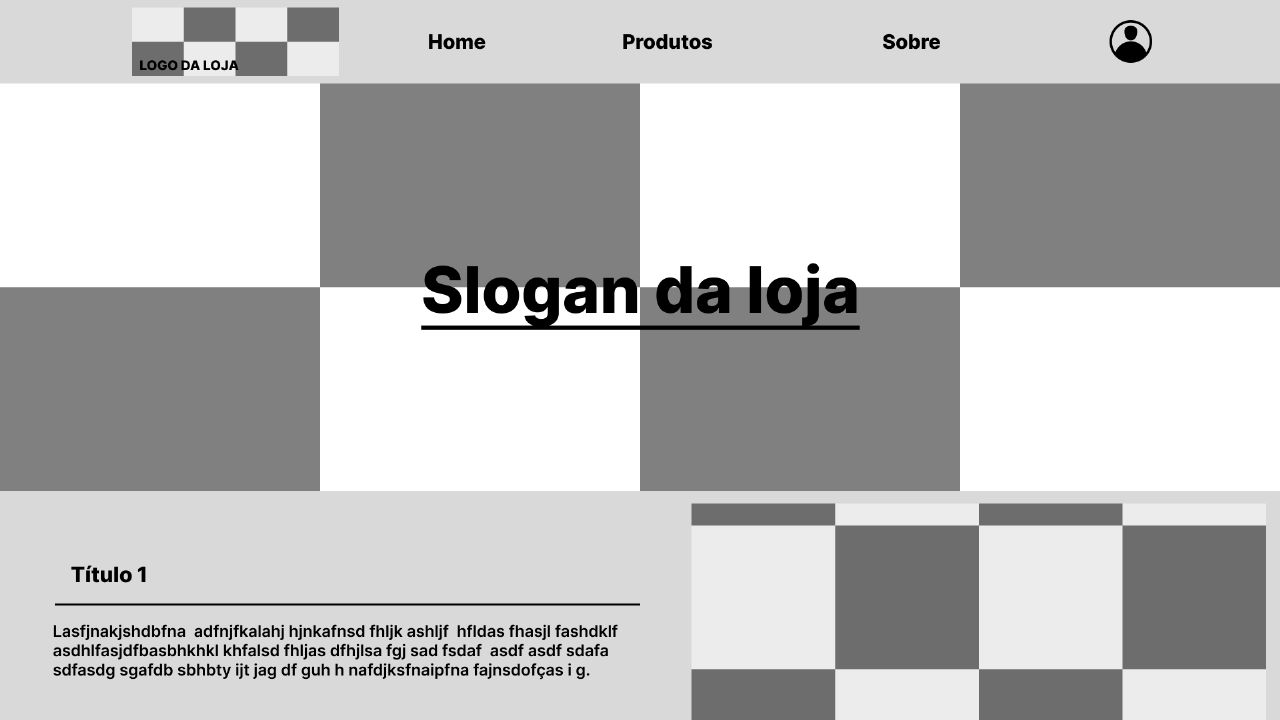 LOGO DA LOJA
Home
Produtos
Sobre
Slogan da loja
Título 1
Lasfjnakjshdbfna  adfnjfkalahj hjnkafnsd fhljk ashljf  hfldas fhasjl fashdklf
asdhlfasjdfbasbhkhkl khfalsd fhljas dfhjlsa fgj sad fsdaf  asdf asdf sdafa
sdfasdg sgafdb sbhbty ijt jag df guh h nafdjksfnaipfna fajnsdofças i g.